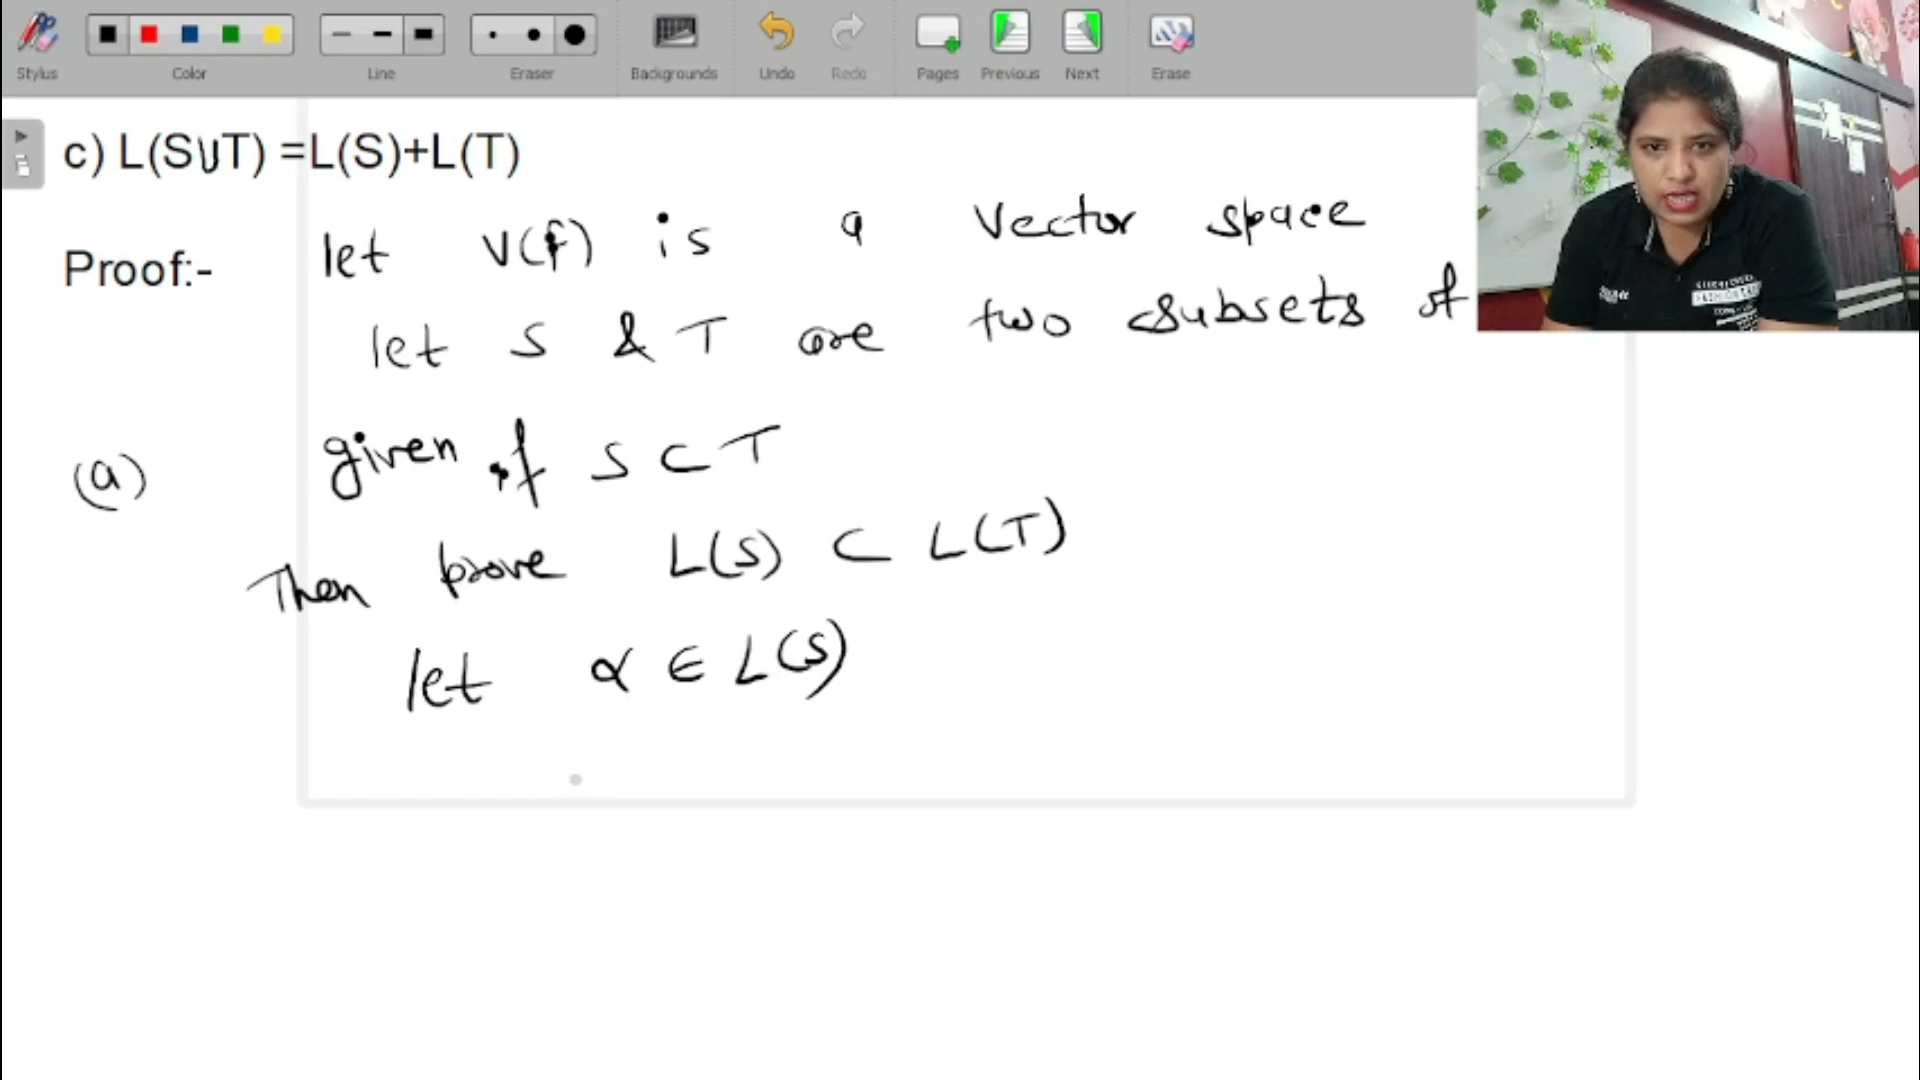 Stylus Color Line Eraser Backgrounds Undo Redo Pages Previous Next Erase
c) L(S∪T) =L(S)+L(T)
Proof:- let V(F) is a vector space
let S & T are two subsets of
(a) given if S ⊂ T
Then prove L(S) ⊂ L(T)
let α ∈ L(S)